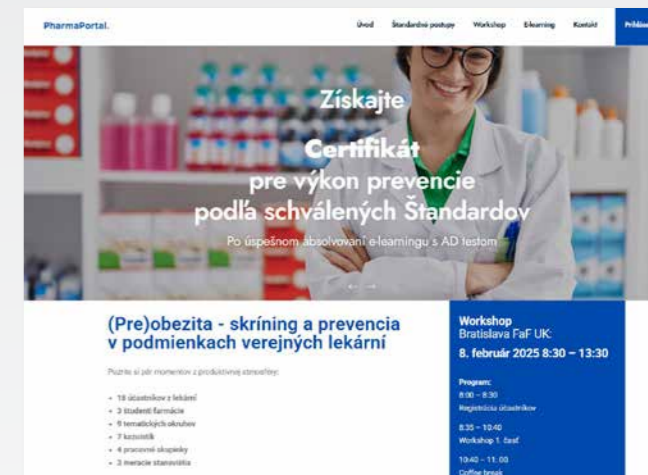 PharmaPortal.
Úvod Štandardné postupy Workshop E-learning Kontakt
Získajte
Certifikát
pre výkon prevencie
podľa schválených Štandardov
Po úspešnom absolvovaní e-learningu s AD testom
(Pre)obezita - skríning a prevencia
v podmienkach verejných lekární
Pozrite si pár momentov z produktívnej atmosféry:
• 18 účastníkov z lekární
• 3 študenti farmácie
• 9 tematických okruhov
• 7 kazuistík
• 4 pracovné skupinky
• 3 meracie stanovištia
Workshop
Bratislava FaF UK:
8. február 2025 8:30 – 13:30
Program:
8:00 – 8:30
Registrácia účastníkov
8:35 – 10:40
Workshop 1. časť
10:40 – 11:00
Coffee break